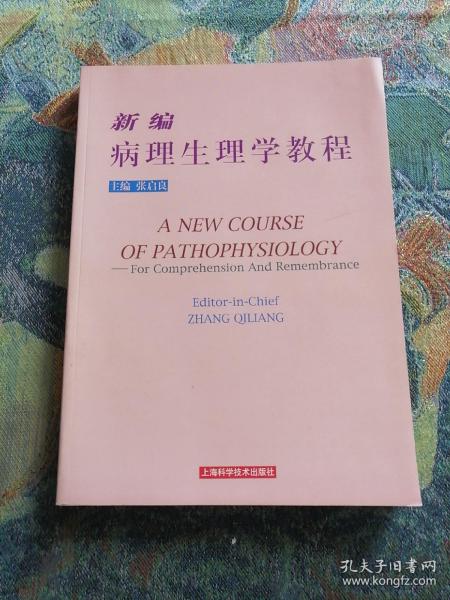 新编
病理生理学教程
主编 张启良
A NEW COURSE
OF PATHOPHYSIOLOGY
——For Comprehension And Remembrance
Editor-in-Chief
ZHANG QILIANG
上海科学技术出版社
孔夫子旧书网
www.kongfz.com